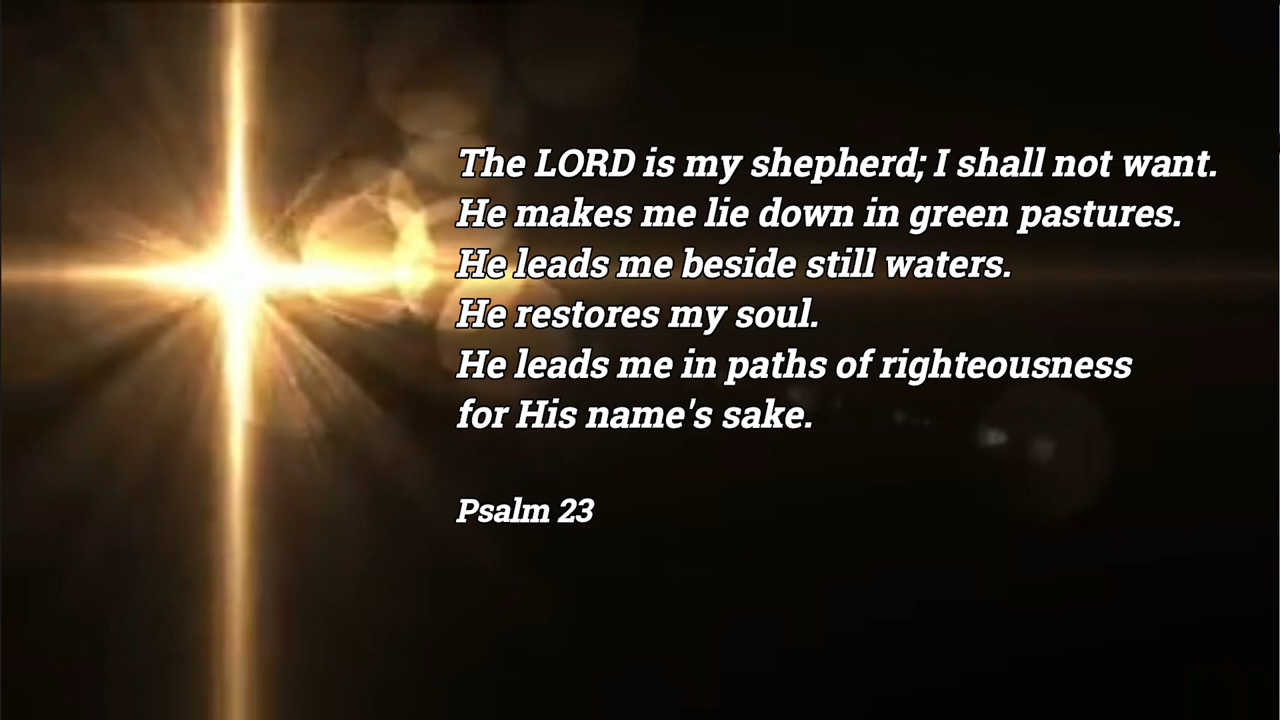 The LORD is my shepherd; I shall not want.
He makes me lie down in green pastures.
He leads me beside still waters.
He restores my soul.
He leads me in paths of righteousness
for His name's sake.
Psalm 23